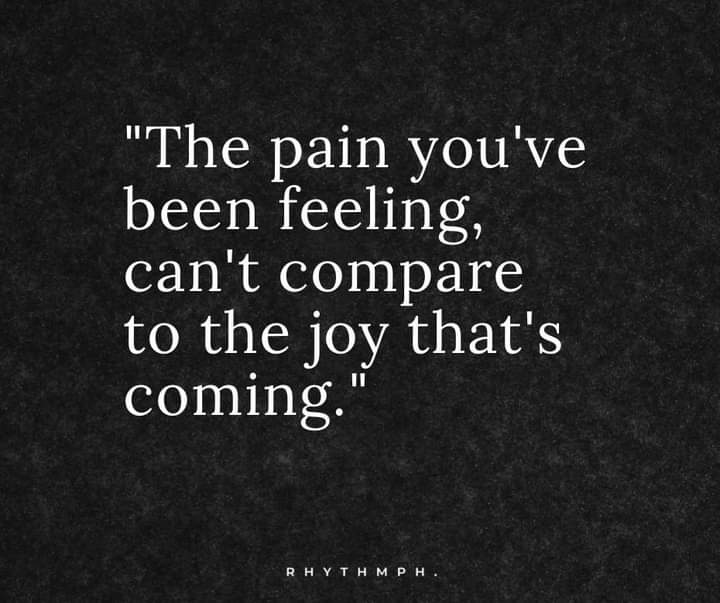 "The pain you've
been feeling,
can't compare
to the joy that's
coming."
RHYTHMPH.